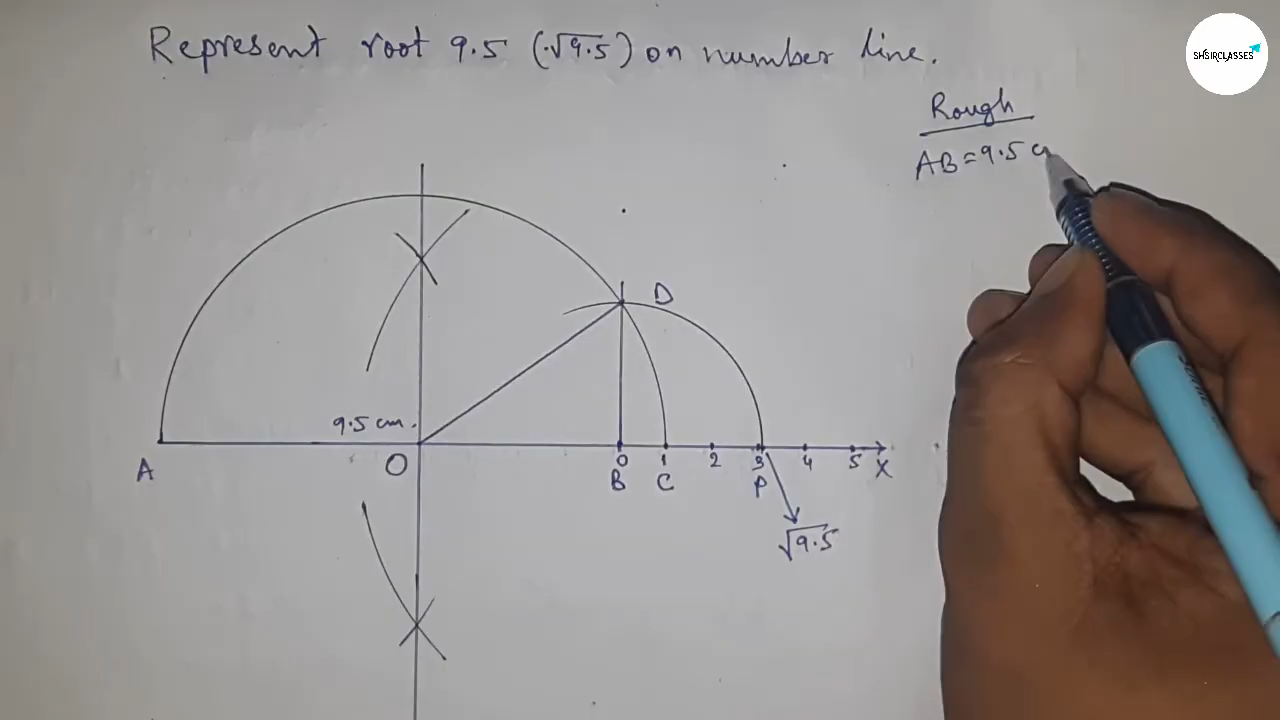 Represent root 9.5 (√9.5) on number line.
SHSIRCLASSES
Rough
AB=9.5 c
D
9.5 cm.
A
O
0 1 2 3 4 5 X
B C P
√9.5